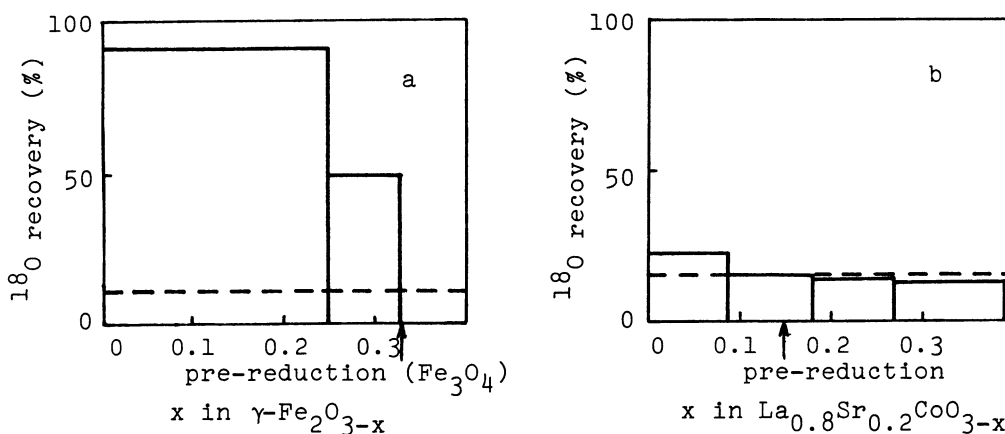 100
50
0
¹⁸O recovery (%)
a
0 0.1 0.2 0.3
pre-reduction (Fe₃O₄)
x in γ-Fe₂O₃₋ₓ
100
50
0
¹⁸O recovery (%)
b
0 0.1 0.2 0.3
pre-reduction
x in La₀.₈Sr₀.₂CoO₃₋ₓ